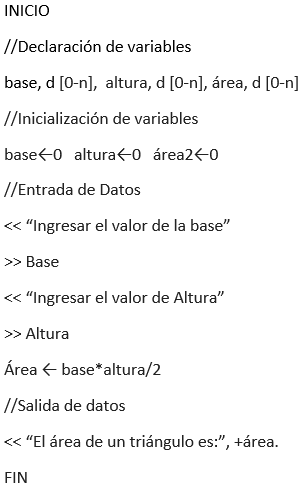 INICIO
//Declaración de variables
base, d [0-n],  altura, d [0-n], área, d [0-n]
//Inicialización de variables
base←0   altura←0   área2←0
//Entrada de Datos
<< “Ingresar el valor de la base”
>> Base
<< “Ingresar el valor de Altura”
>> Altura
Área ← base*altura/2
//Salida de datos
<< “El área de un triángulo es:”, +área.
FIN